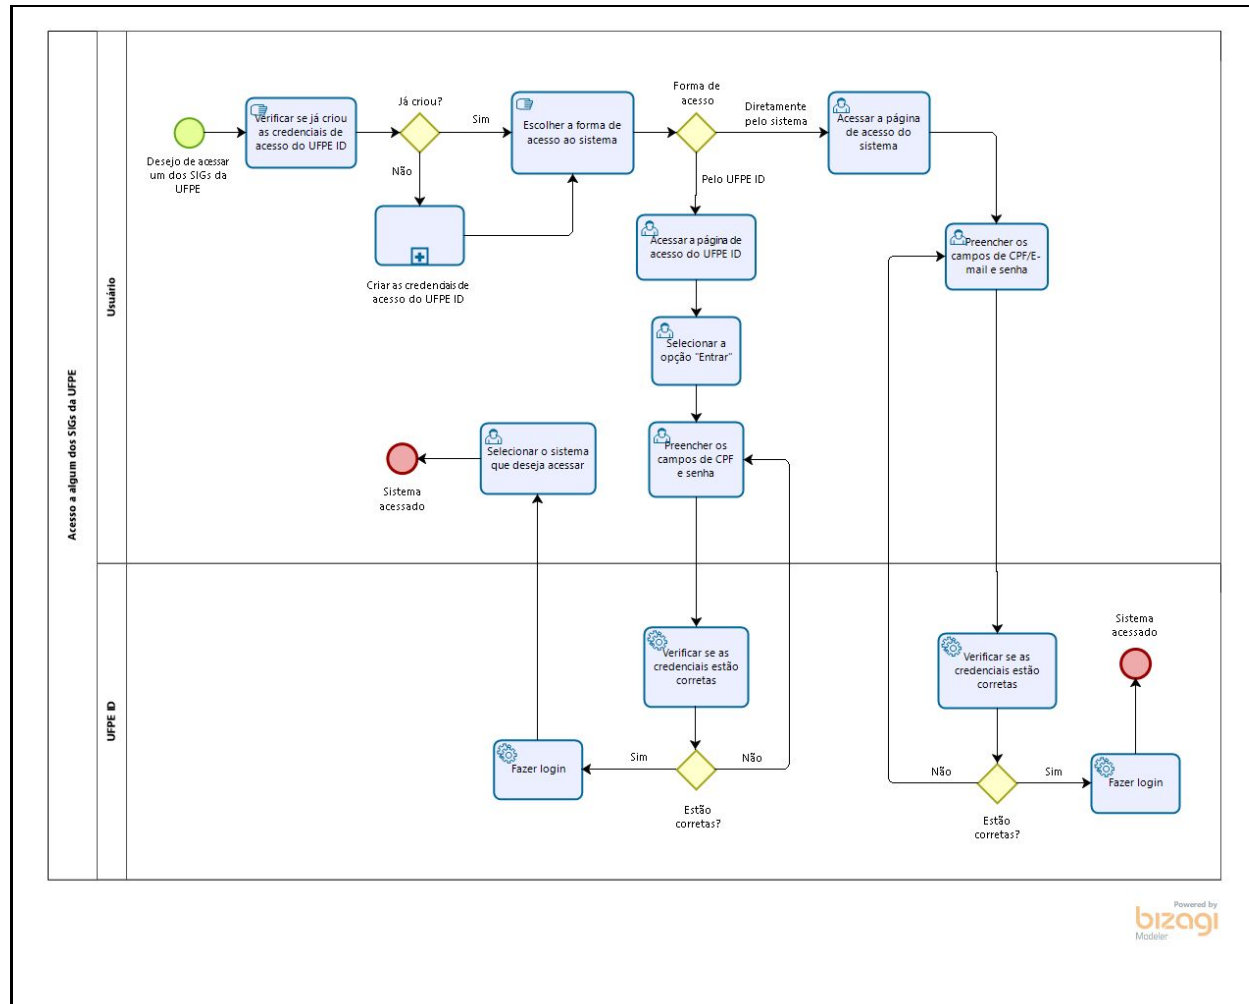 Acesso a algum dos SIGs da UFPE
Usuário
Desejo de acessar
um dos SIGs da
UFPE
Verificar se já criou
as credenciais de
acesso do UFPE ID
Já criou?
Sim
Não
Criar as credenciais de
acesso do UFPE ID
Escolher a forma de
acesso ao sistema
Forma de
acesso
Diretamente
pelo sistema
Pelo UFPE ID
Acessar a página
de acesso do
sistema
Acessar a página de
acesso do UFPE ID
Preencher os
campos de CPF/E-
mail e senha
Selecionar a
opção "Entrar"
Preencher os
campos de CPF
e senha
Selecionar o sistema
que deseja acessar
Sistema
acessado
UFPE ID
Verificar se as
credenciais estão
corretas
Sim
Não
Estão
corretas?
Fazer login
Verificar se as
credenciais estão
corretas
Não
Sim
Estão
corretas?
Fazer login
Sistema
acessado
Powered by
bizagi
Modeler